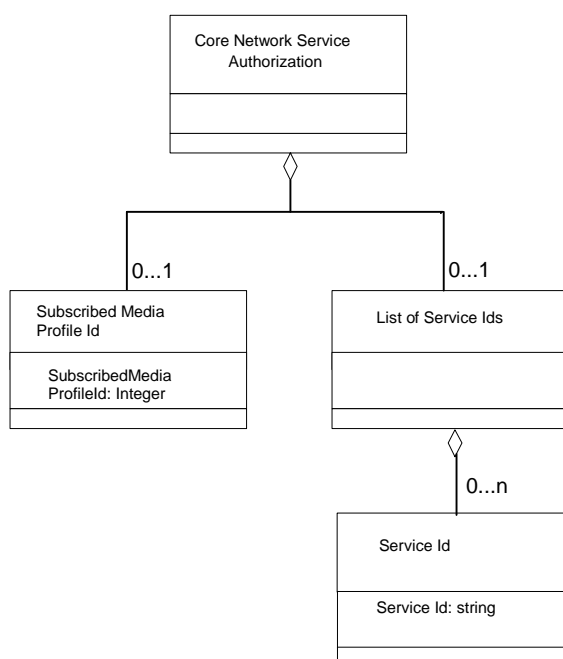 Core Network Service
Authorization
0...1
0...1
Subscribed Media
Profile Id
List of Service Ids
SubscribedMedia
ProfileId: Integer
0...n
Service Id
Service Id: string